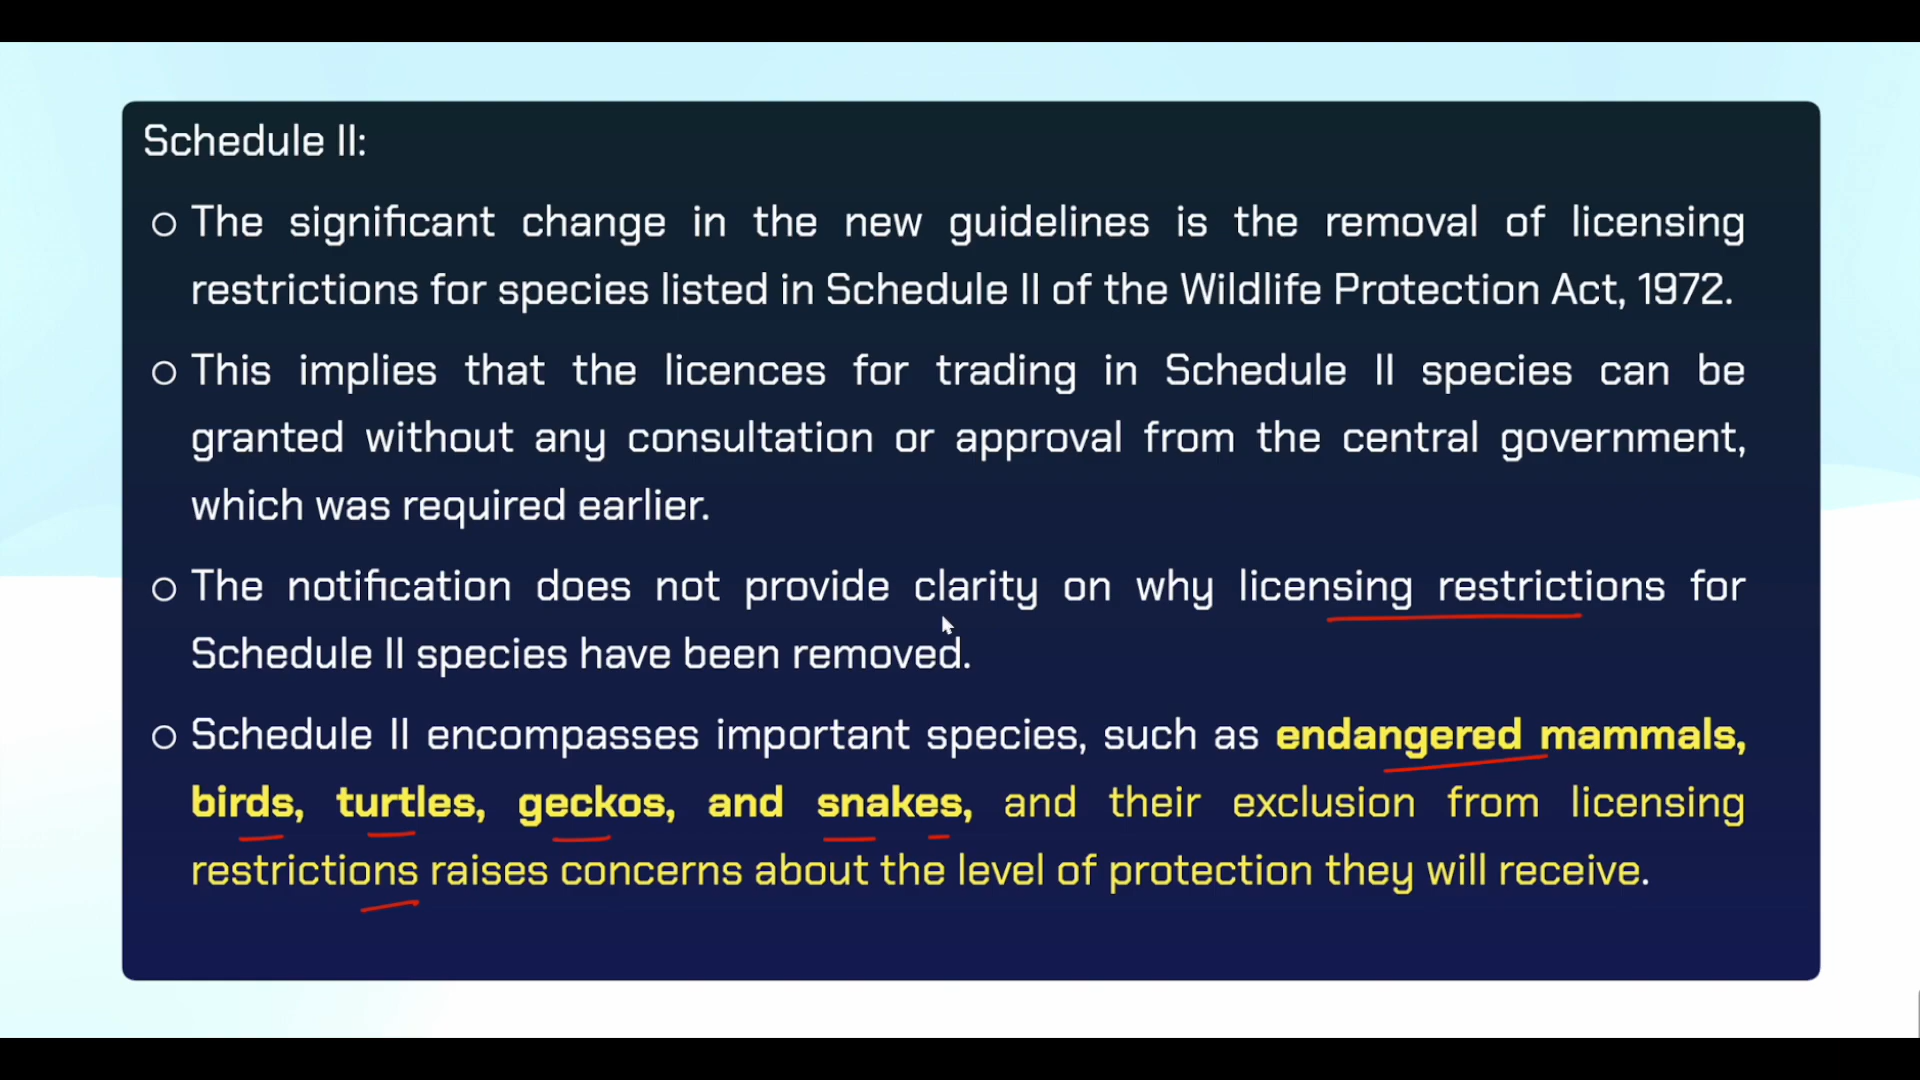 Schedule II:
○ The significant change in the new guidelines is the removal of licensing
restrictions for species listed in Schedule II of the Wildlife Protection Act, 1972.
○ This implies that the licences for trading in Schedule II species can be
granted without any consultation or approval from the central government,
which was required earlier.
○ The notification does not provide clarity on why licensing restrictions for
Schedule II species have been removed.
○ Schedule II encompasses important species, such as endangered mammals,
birds, turtles, geckos, and snakes, and their exclusion from licensing
restrictions raises concerns about the level of protection they will receive.